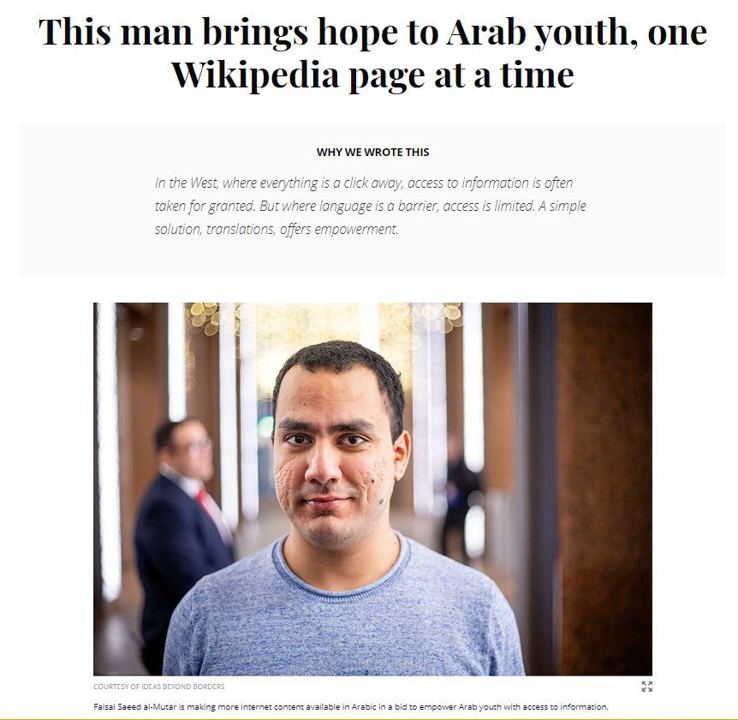 This man brings hope to Arab youth, one
Wikipedia page at a time
WHY WE WROTE THIS
In the West, where everything is a click away, access to information is often
taken for granted. But where language is a barrier, access is limited. A simple
solution, translations, offers empowerment.
COURTESY OF IDEAS BEYOND BORDERS
Faisal Saeed al-Mutar is making more internet content available in Arabic in a bid to empower Arab youth with access to information.